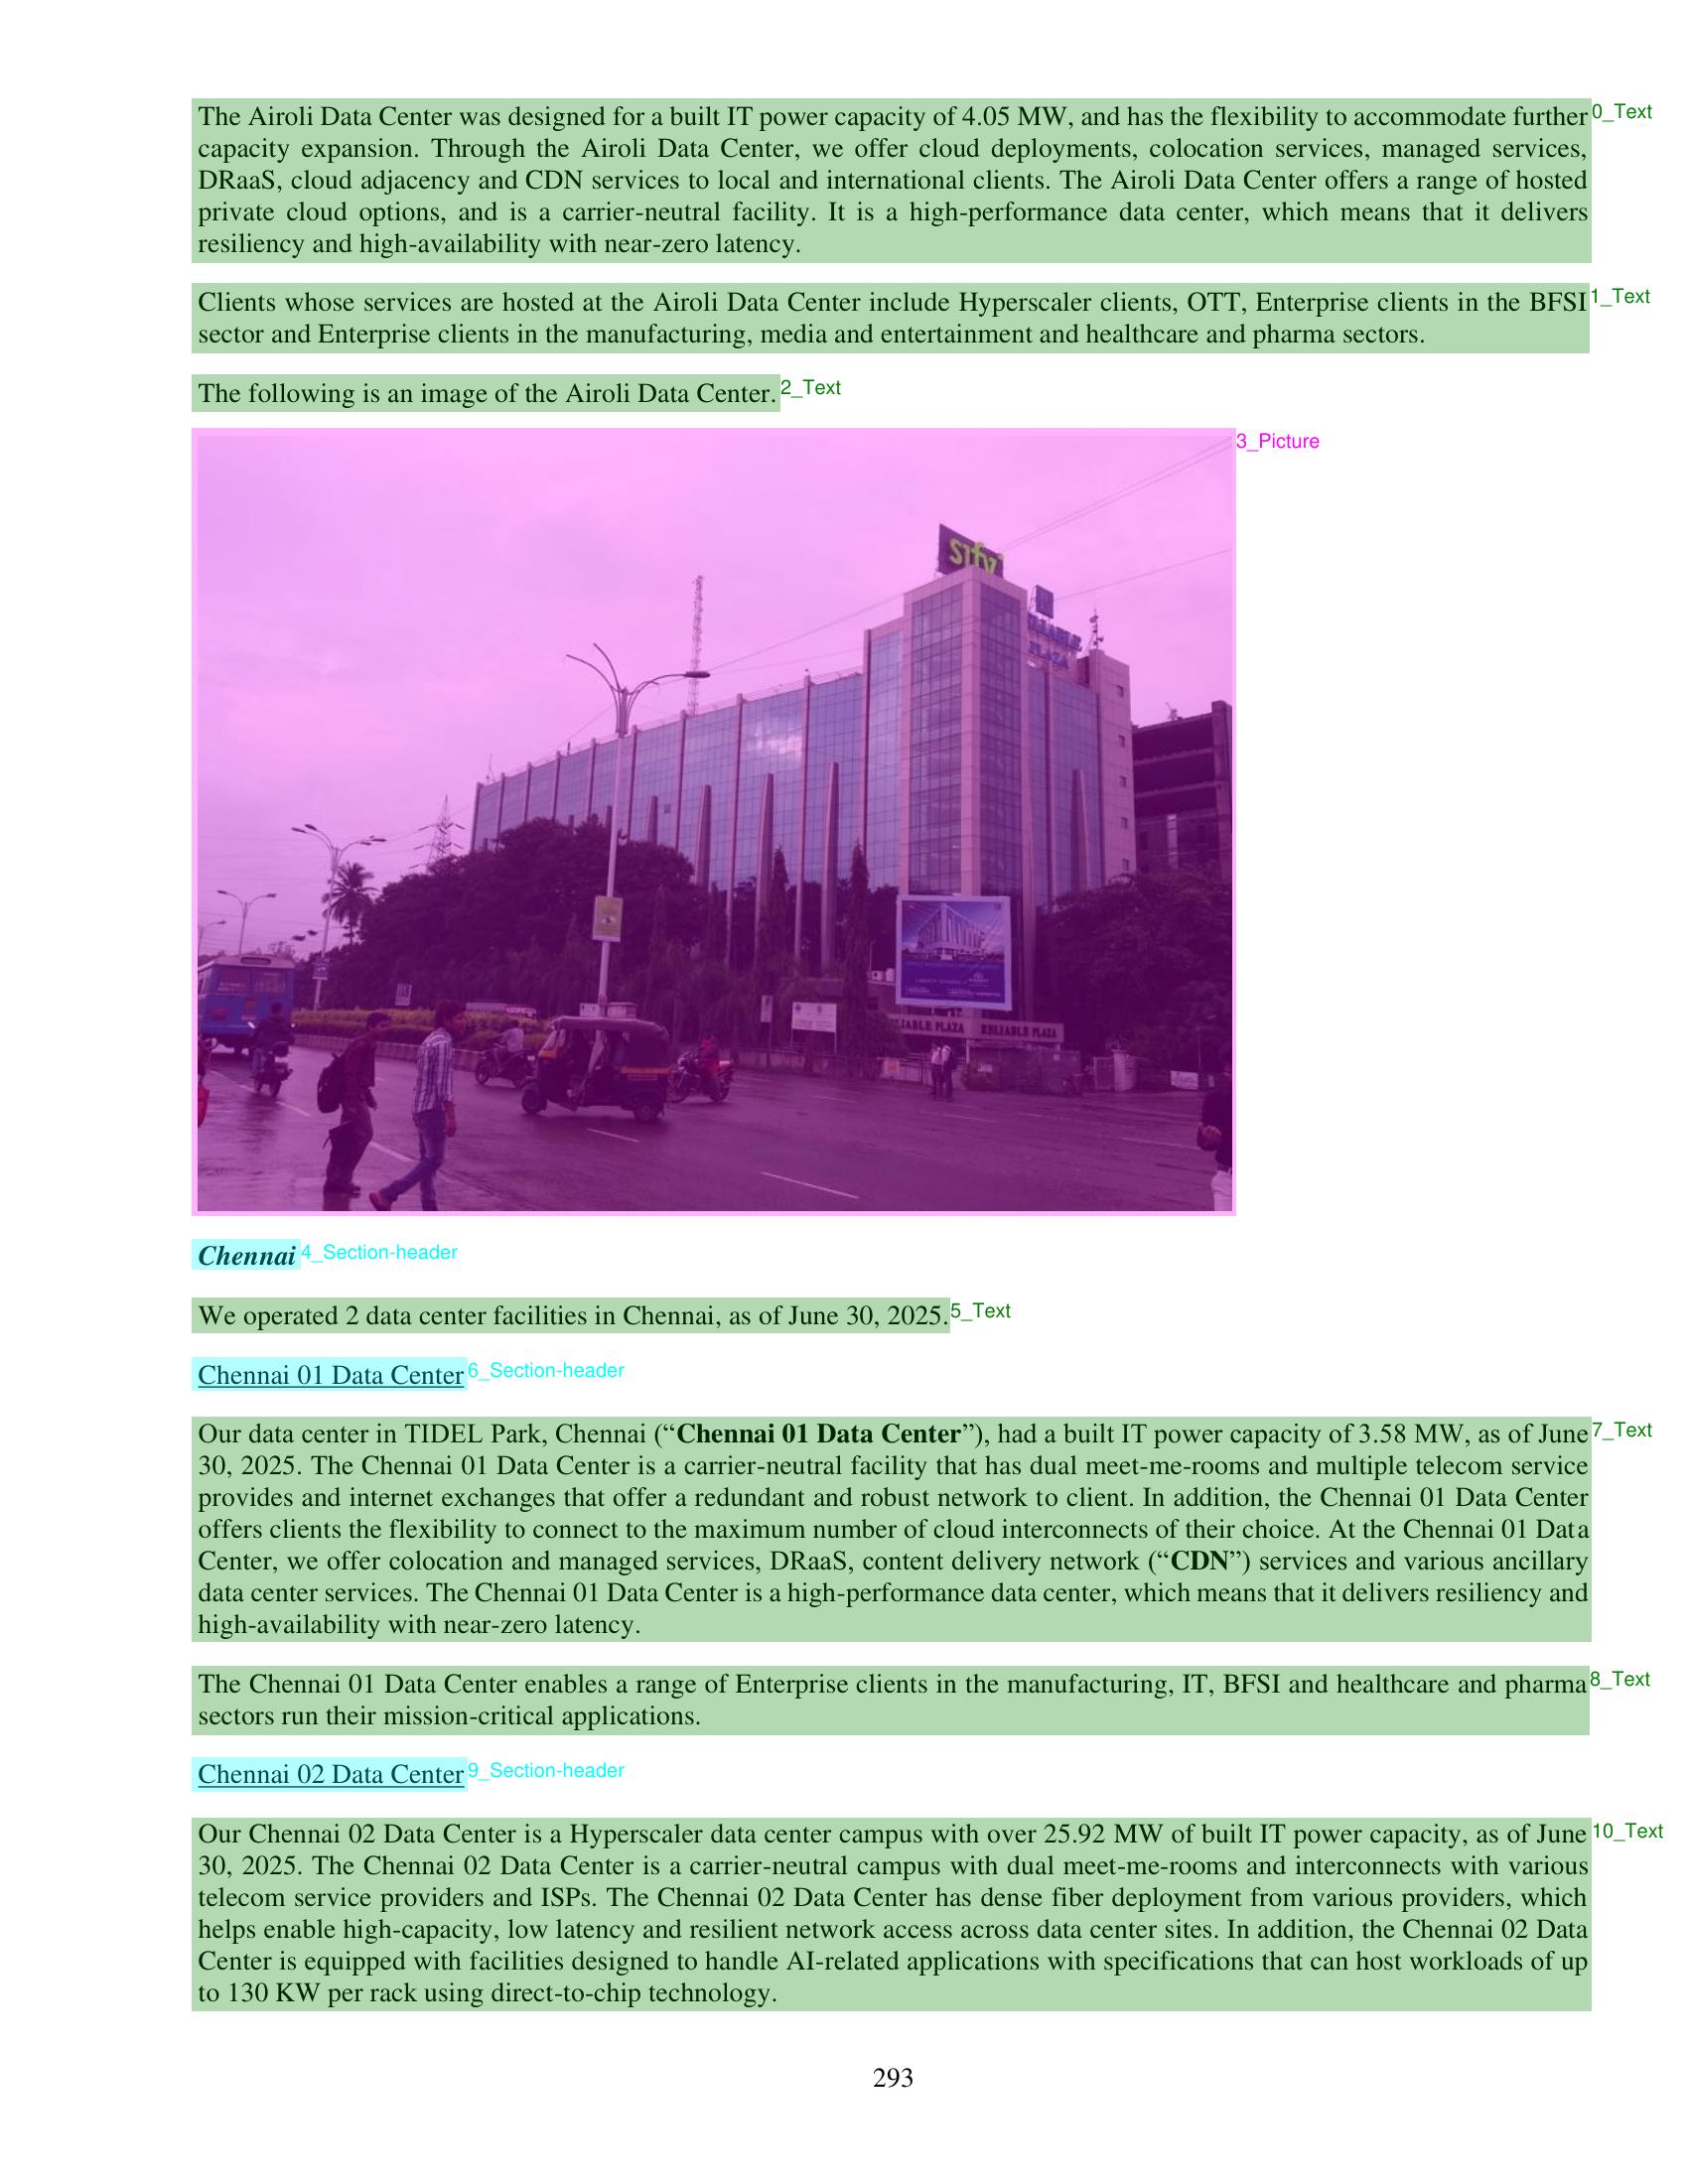 The Airoli Data Center was designed for a built IT power capacity of 4.05 MW, and has the flexibility to accommodate further 0_Text
capacity expansion. Through the Airoli Data Center, we offer cloud deployments, colocation services, managed services,
DRaaS, cloud adjacency and CDN services to local and international clients. The Airoli Data Center offers a range of hosted
private cloud options, and is a carrier-neutral facility. It is a high-performance data center, which means that it delivers
resiliency and high-availability with near-zero latency.
Clients whose services are hosted at the Airoli Data Center include Hyperscaler clients, OTT, Enterprise clients in the BFSI 1_Text
sector and Enterprise clients in the manufacturing, media and entertainment and healthcare and pharma sectors.
The following is an image of the Airoli Data Center. 2_Text
3_Picture
sify
RELIABLE
PLAZA
RELIABLE PLAZA RELIABLE PLAZA
Chennai 4_Section-header
We operated 2 data center facilities in Chennai, as of June 30, 2025. 5_Text
Chennai 01 Data Center 6_Section-header
Our data center in TIDEL Park, Chennai (“Chennai 01 Data Center”), had a built IT power capacity of 3.58 MW, as of June 7_Text
30, 2025. The Chennai 01 Data Center is a carrier-neutral facility that has dual meet-me-rooms and multiple telecom service
provides and internet exchanges that offer a redundant and robust network to client. In addition, the Chennai 01 Data Center
offers clients the flexibility to connect to the maximum number of cloud interconnects of their choice. At the Chennai 01 Data
Center, we offer colocation and managed services, DRaaS, content delivery network (“CDN”) services and various ancillary
data center services. The Chennai 01 Data Center is a high-performance data center, which means that it delivers resiliency and
high-availability with near-zero latency.
The Chennai 01 Data Center enables a range of Enterprise clients in the manufacturing, IT, BFSI and healthcare and pharma 8_Text
sectors run their mission-critical applications.
Chennai 02 Data Center 9_Section-header
Our Chennai 02 Data Center is a Hyperscaler data center campus with over 25.92 MW of built IT power capacity, as of June 10_Text
30, 2025. The Chennai 02 Data Center is a carrier-neutral campus with dual meet-me-rooms and interconnects with various
telecom service providers and ISPs. The Chennai 02 Data Center has dense fiber deployment from various providers, which
helps enable high-capacity, low latency and resilient network access across data center sites. In addition, the Chennai 02 Data
Center is equipped with facilities designed to handle AI-related applications with specifications that can host workloads of up
to 130 KW per rack using direct-to-chip technology.
293